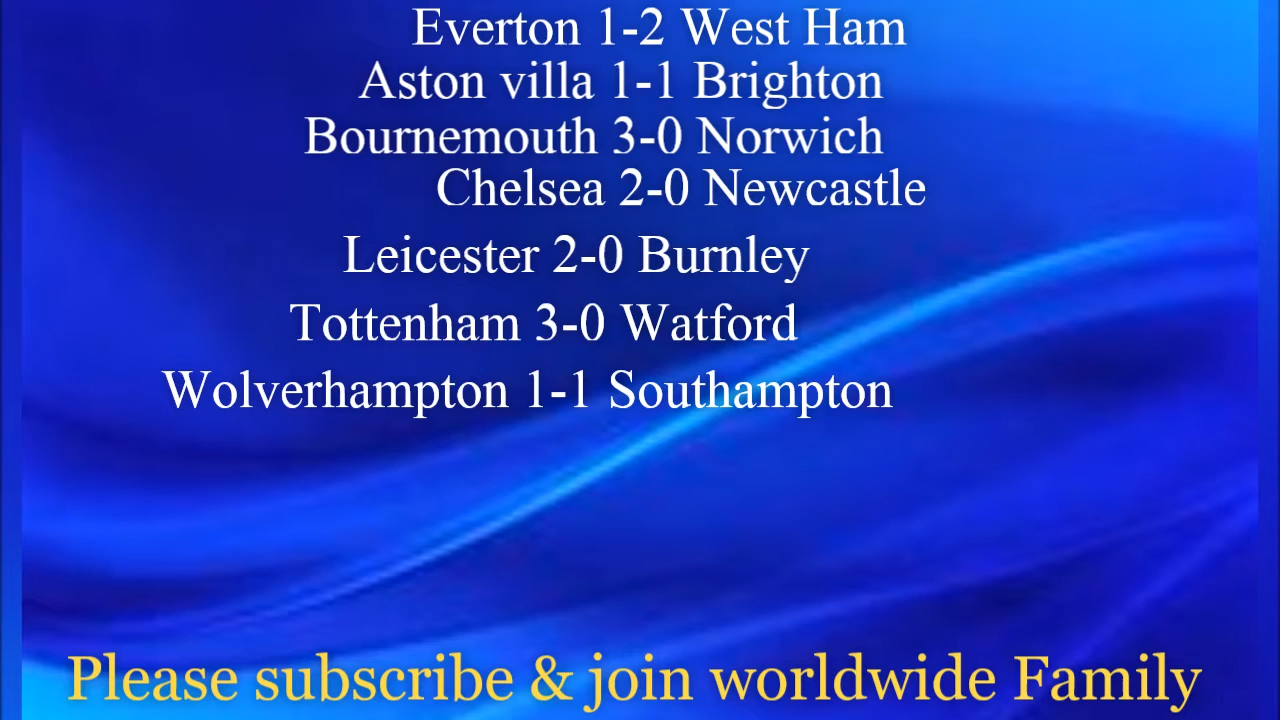 Everton 1-2 West Ham
Aston villa 1-1 Brighton
Bournemouth 3-0 Norwich
Chelsea 2-0 Newcastle
Leicester 2-0 Burnley
Tottenham 3-0 Watford
Wolverhampton 1-1 Southampton
Please subscribe & join worldwide Family